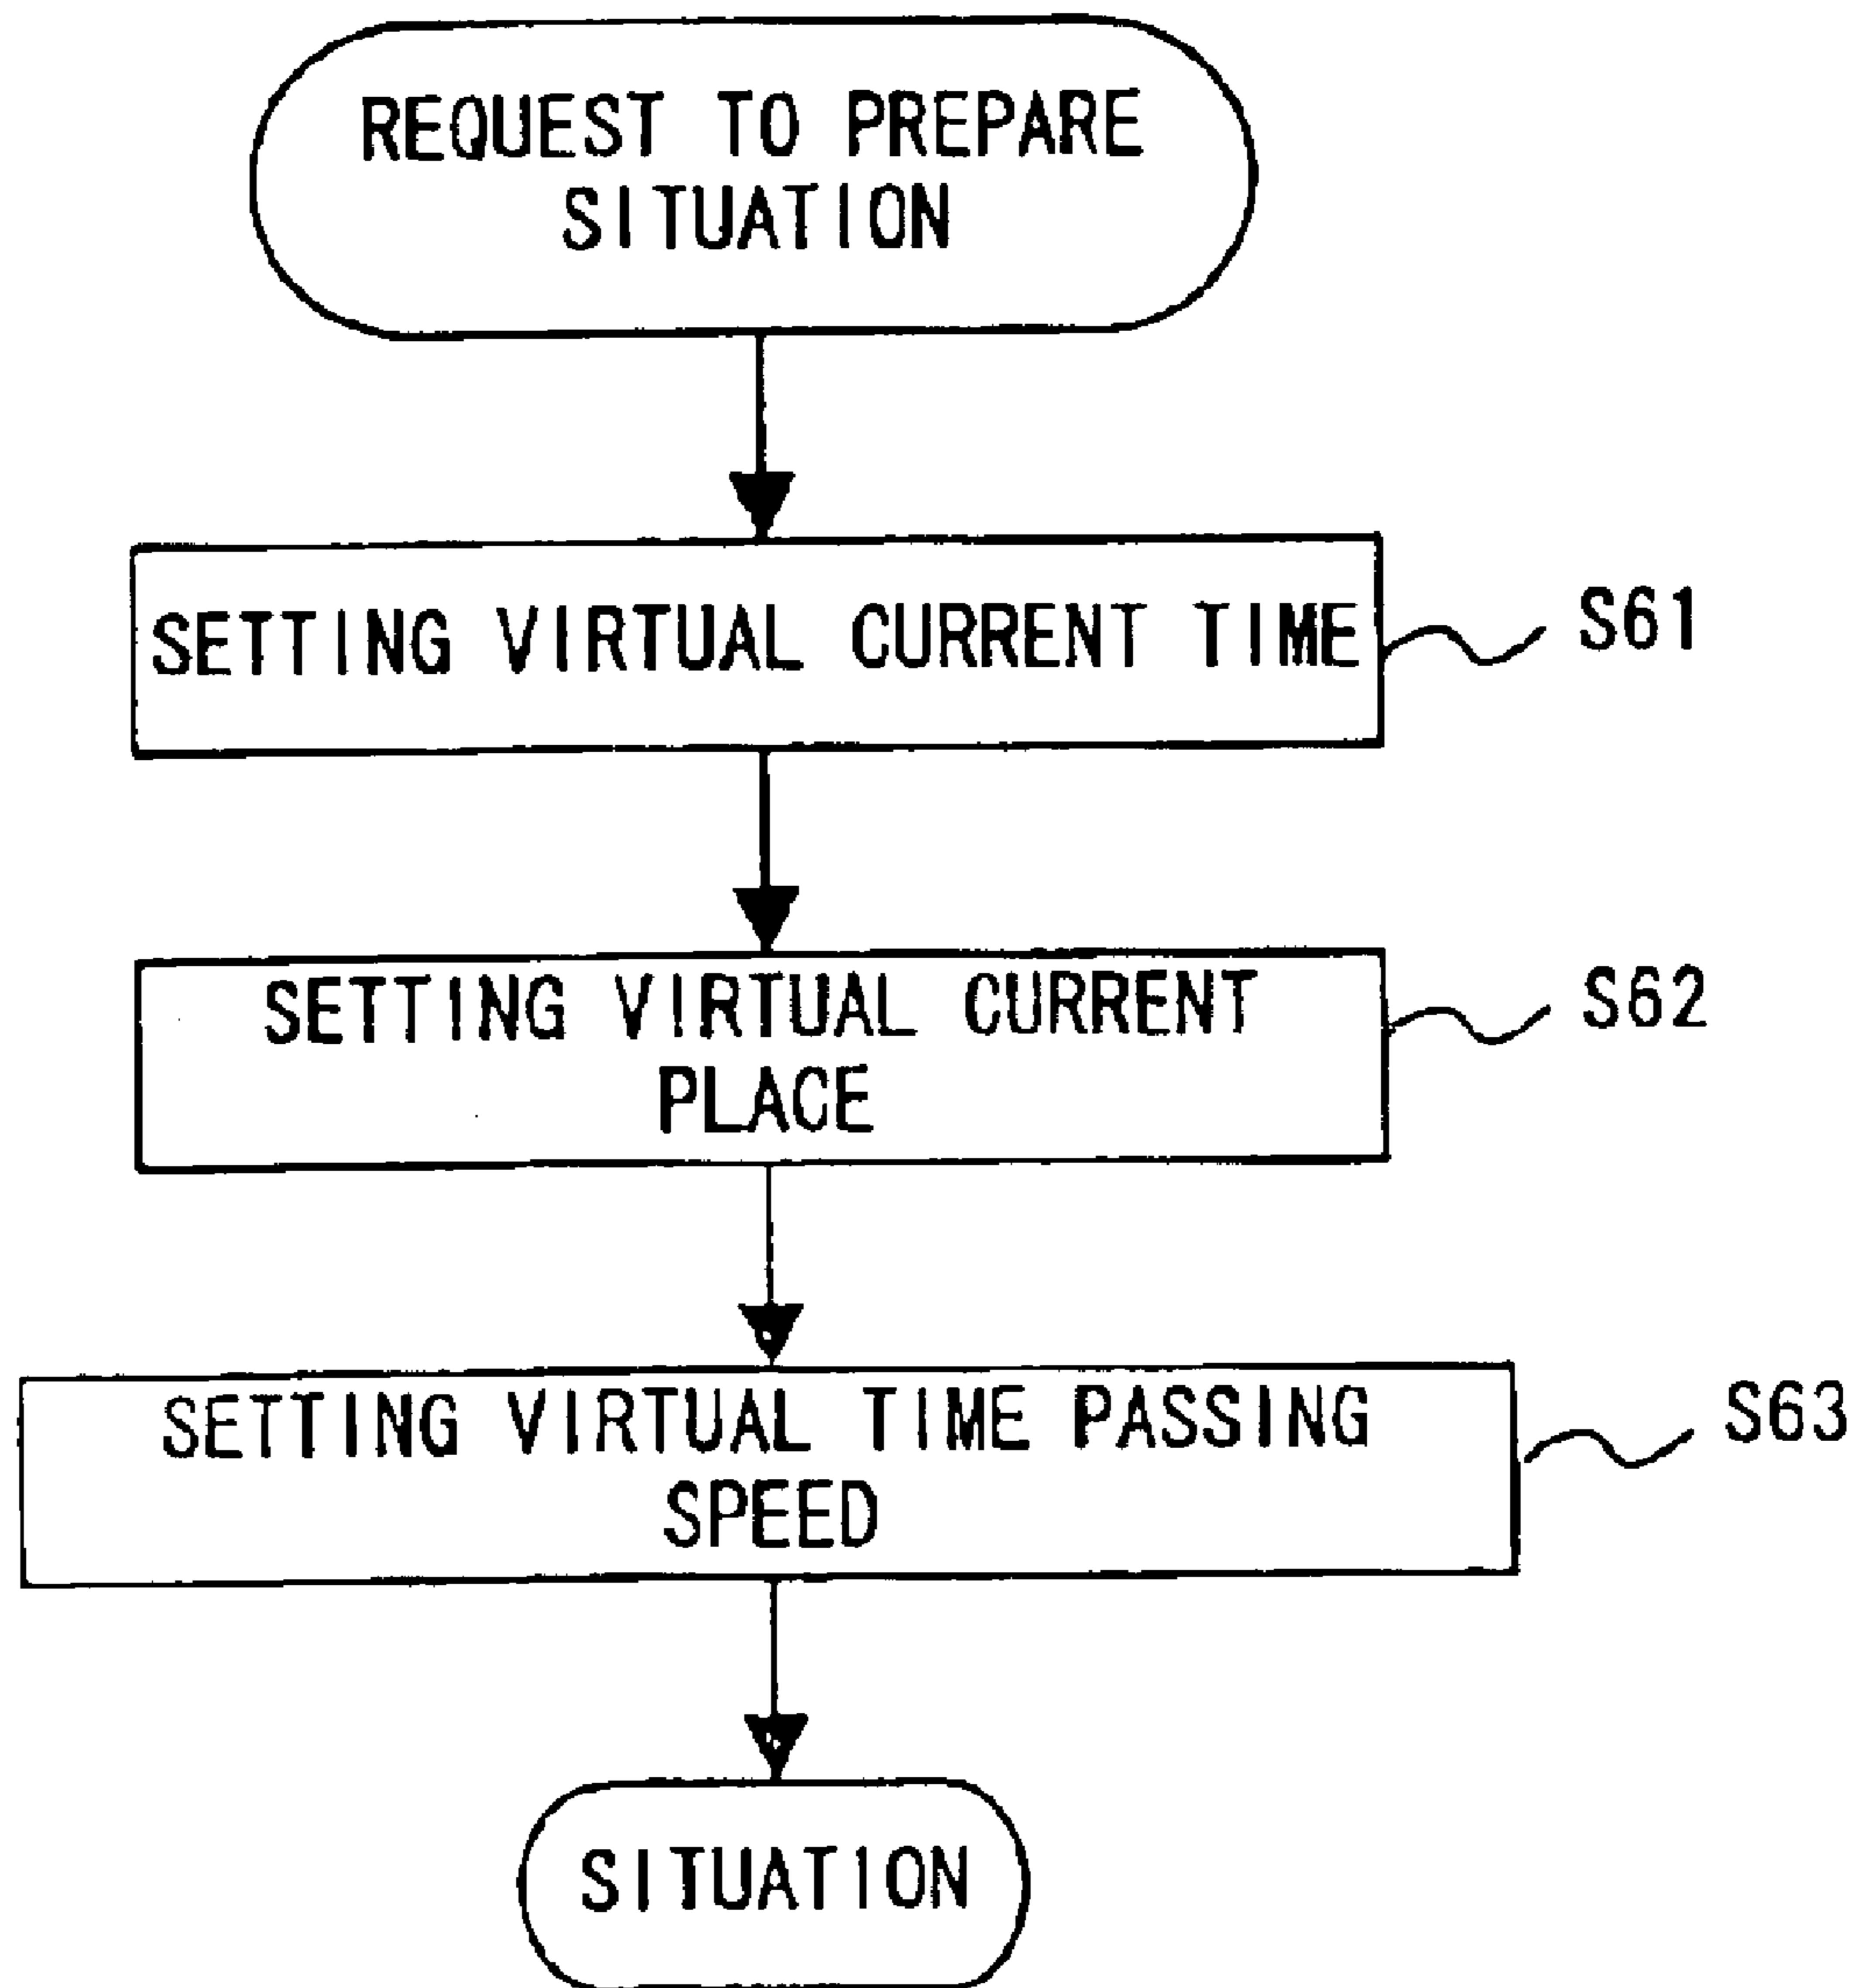 REQUEST TO PREPARE
SITUATION
SETTING VIRTUAL CURRENT TIME
S61
SETTING VIRTUAL CURRENT
PLACE
S62
SETTING VIRTUAL TIME PASSING
SPEED
S63
SITUATION